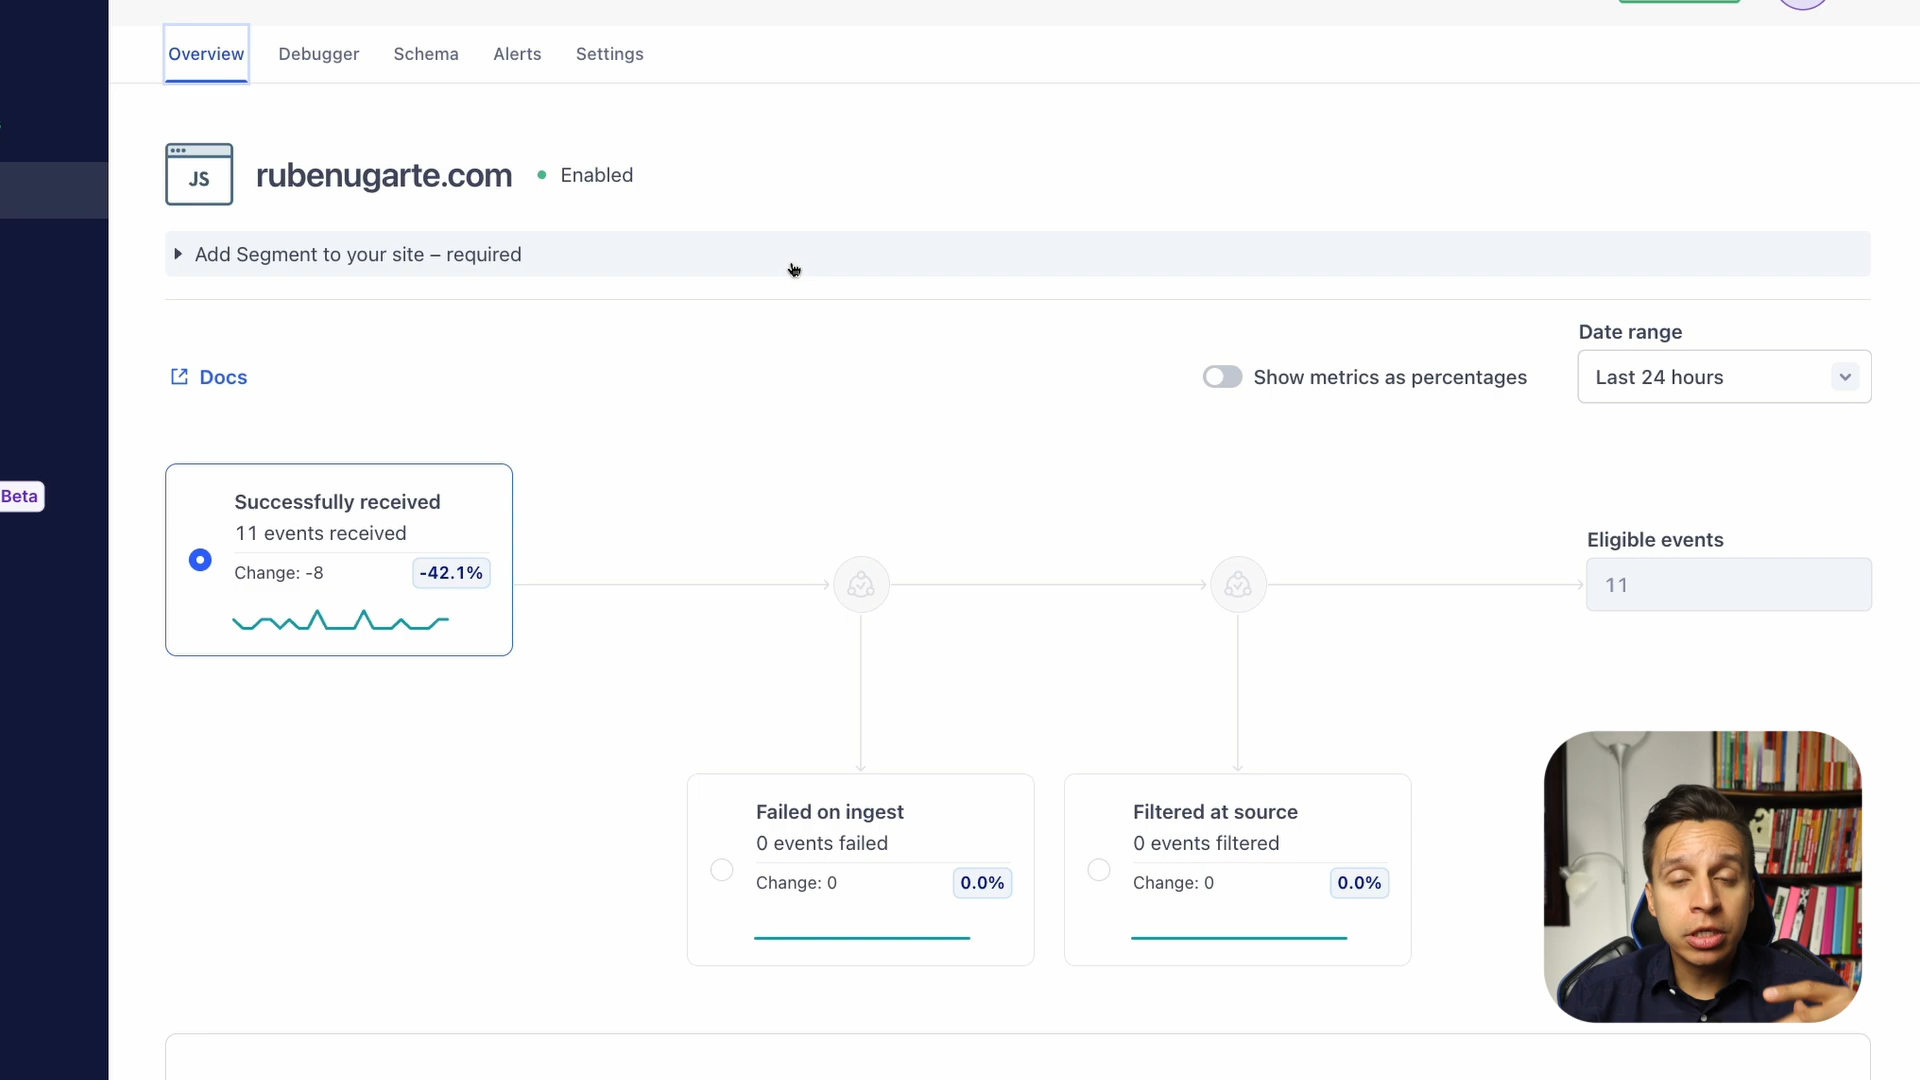 Overview
Debugger
Schema
Alerts
Settings
JS
rubenugarte.com
Enabled
Add Segment to your site – required
Date range
Docs
Show metrics as percentages
Last 24 hours
Successfully received
11 events received
Change: -8
-42.1%
Beta
Eligible events
11
Failed on ingest
0 events failed
Change: 0
0.0%
Filtered at source
0 events filtered
Change: 0
0.0%